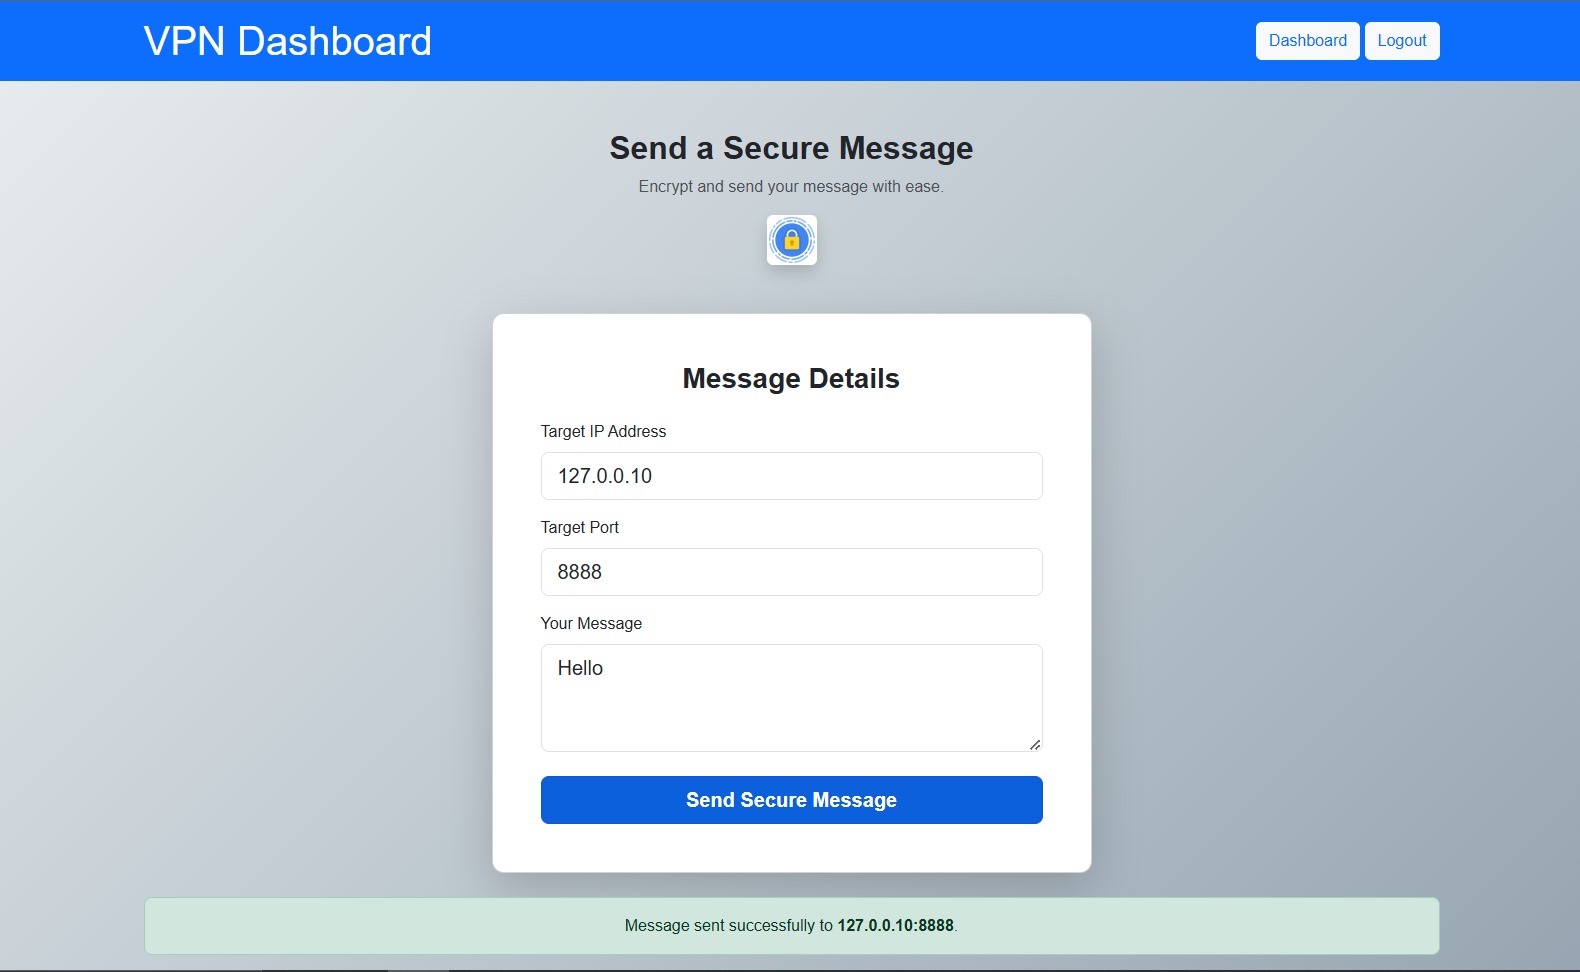 VPN Dashboard
Dashboard Logout
Send a Secure Message
Encrypt and send your message with ease.
Message Details
Target IP Address
127.0.0.10
Target Port
8888
Your Message
Hello
Send Secure Message
Message sent successfully to 127.0.0.10:8888.